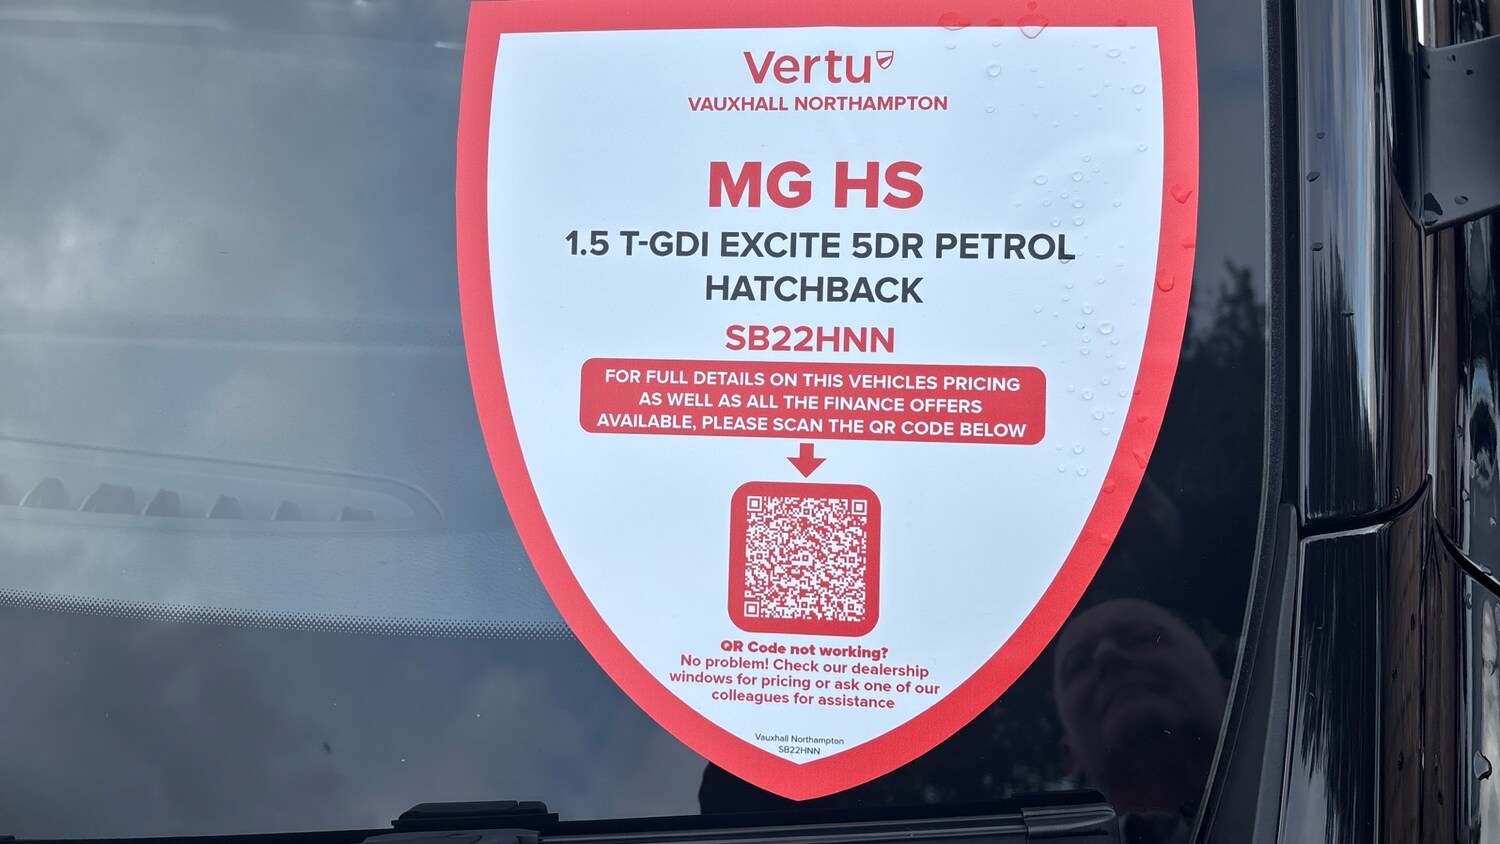 Vertu
VAUXHALL NORTHAMPTON
MG HS
1.5 T-GDI EXCITE 5DR PETROL
HATCHBACK
SB22HNN
FOR FULL DETAILS ON THIS VEHICLES PRICING
AS WELL AS ALL THE FINANCE OFFERS
AVAILABLE, PLEASE SCAN THE QR CODE BELOW
QR Code not working?
No problem! Check our dealership
windows for pricing or ask one of our
colleagues for assistance
Vauxhall Northampton
SB22HNN